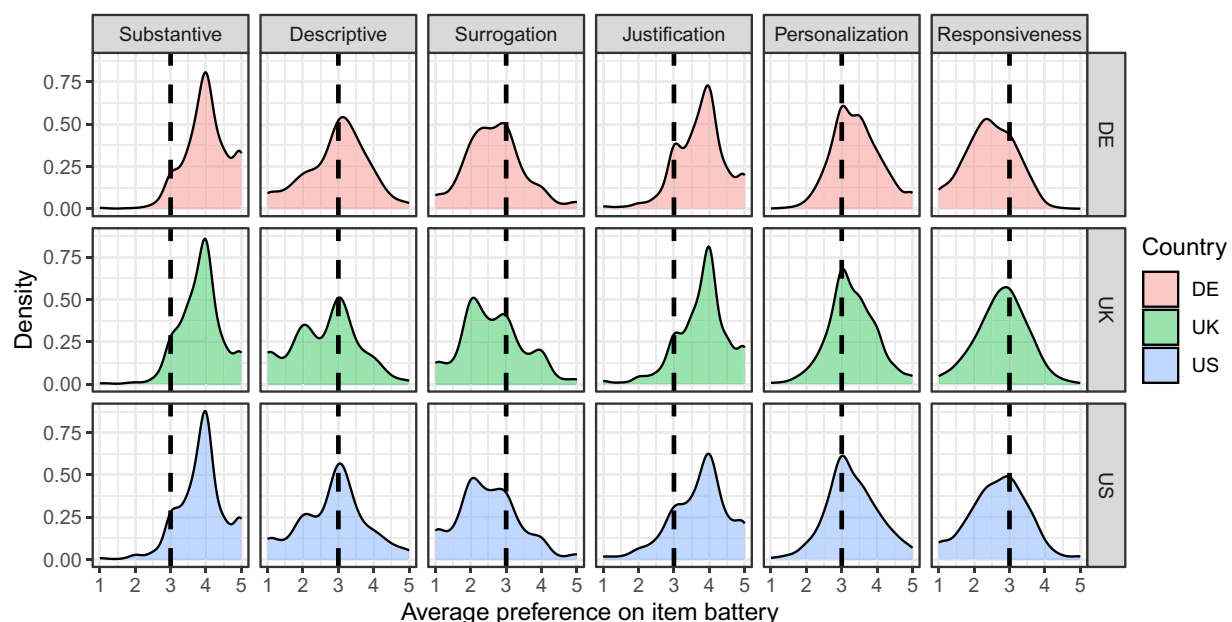 Substantive Descriptive Surrogation Justification Personalization Responsiveness
0.75
0.50
0.25
0.00
DE
0.75
0.50
0.25
0.00
UK
0.75
0.50
0.25
0.00
US
1 2 3 4 5 1 2 3 4 5 1 2 3 4 5 1 2 3 4 5 1 2 3 4 5 1 2 3 4 5
Density
Average preference on item battery
Country
DE
UK
US